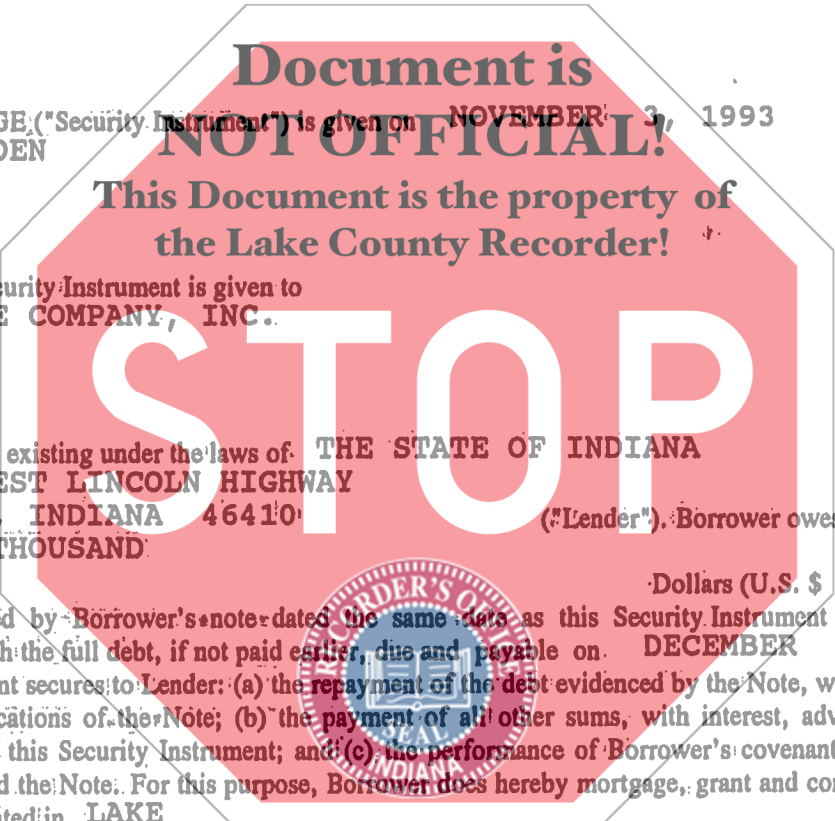 Document is
GE ("Security Instrument") is given on NOVEMBER 3, 1993
NOT OFFICIAL!
DEN
This Document is the property of
the Lake County Recorder!
curity Instrument is given to
E COMPANY, INC.
STOP
existing under the laws of THE STATE OF INDIANA
EST LINCOLN HIGHWAY
, INDIANA 46410 ("Lender"). Borrower owes
THOUSAND
Dollars (U.S. $
d by Borrower's note dated the same date as this Security Instrument
h the full debt, if not paid earlier, due and payable on DECEMBER
nt secures to Lender: (a) the repayment of the debt evidenced by the Note, w
cations of the Note; (b) the payment of all other sums, with interest, adv
this Security Instrument; and (c) the performance of Borrower's covenant
d the Note. For this purpose, Borrower does hereby mortgage, grant and con
ted in LAKE
RECORDER'S OFFICE
SEAL
INDIANA